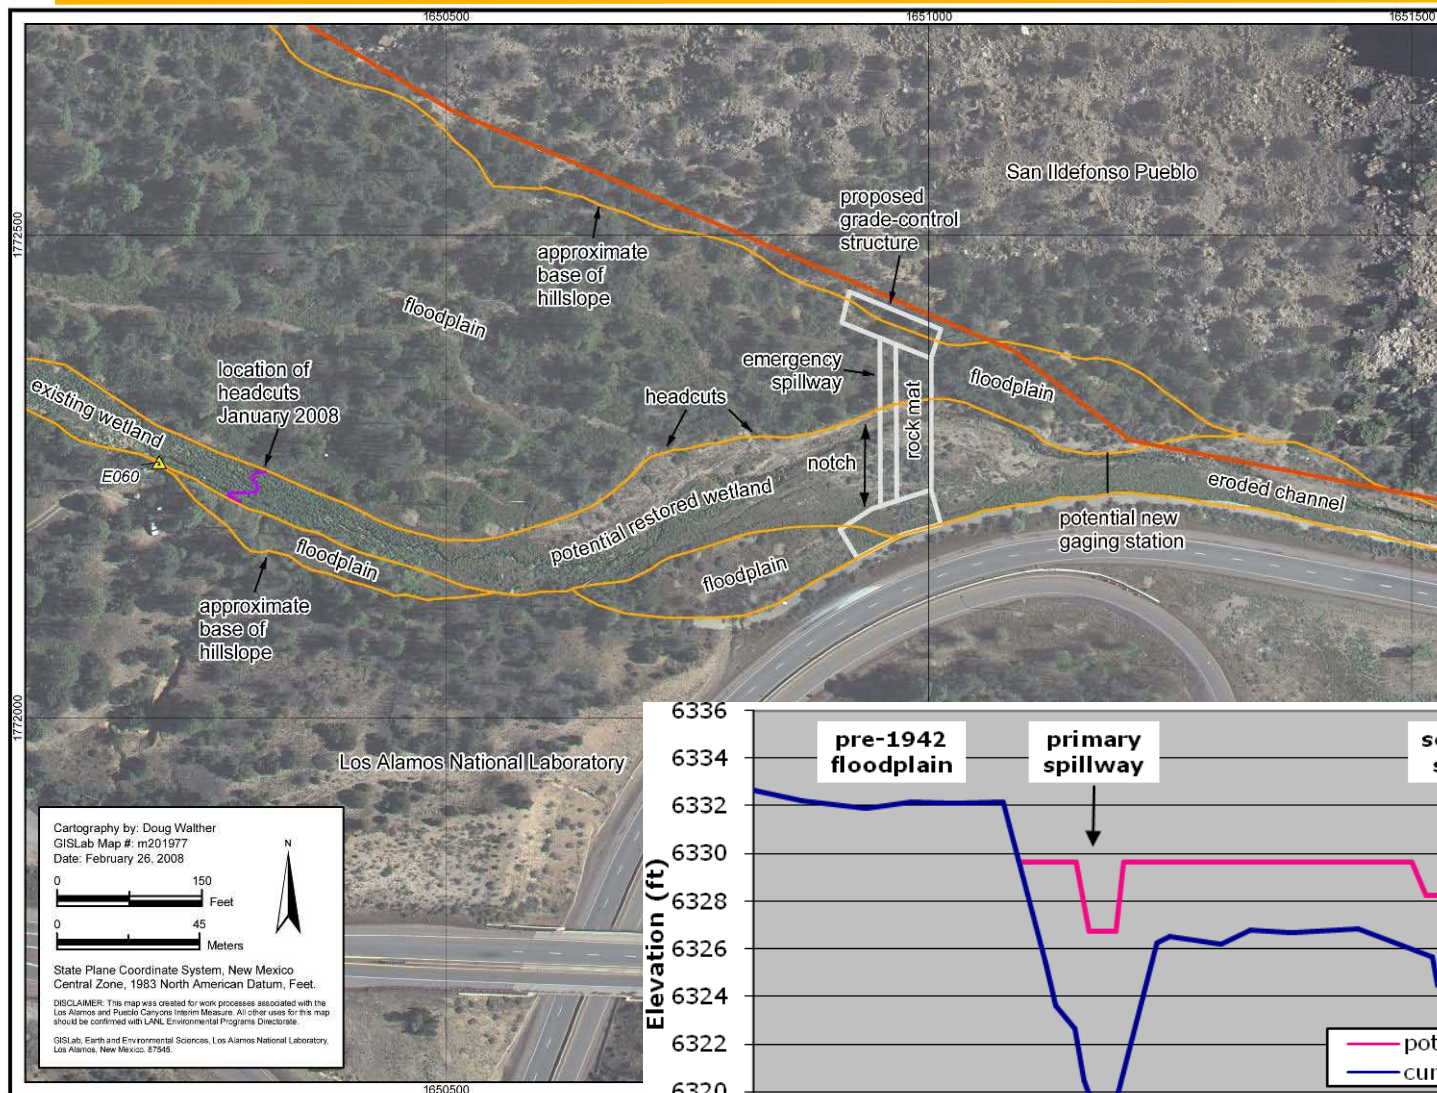 1650500
1651000
1651500
San Ildefonso Pueblo
proposed
grade-control
structure
1772500
approximate
base of
hillslope
floodplain
location of
headcuts
January 2008
emergency
spillway
floodplain
existing wetland
headcuts
rock mat
notch
E060
eroded channel
potential restored wetland
potential new
gaging station
floodplain
floodplain
approximate
base of
hillslope
1772000
Los Alamos National Laboratory
Cartography by: Doug Walther
GISLab Map #: m201977
Date: February 26, 2008
N
0 150
Feet
0 45
Meters
State Plane Coordinate System, New Mexico
Central Zone, 1983 North American Datum, Feet.
DISCLAIMER: This map was created for work processes associated with the
Los Alamos and Pueblo Canyons Interim Measure. All other uses for this map
should be confirmed with LANL Environmental Programs Directorate.
GISLab, Earth and Environmental Sciences, Los Alamos National Laboratory,
Los Alamos, New Mexico. 87545.
1650500
6336
6334
6332
6330
6328
6326
6324
6322
6320
Elevation (ft)
pre-1942
floodplain
primary
spillway
s
pot
cur